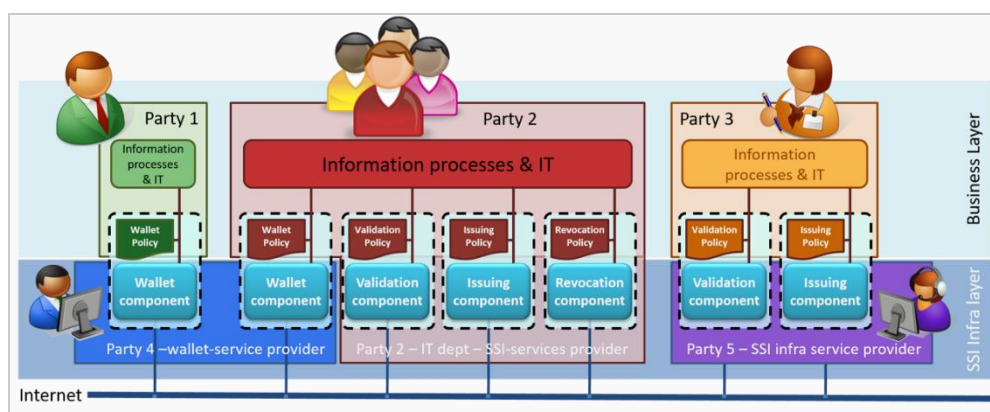 Party 1
Party 2
Party 3
Business Layer
Information
processes
& IT
Information processes & IT
Information
processes & IT
Wallet
Policy
Wallet
Policy
Validation
Policy
Issuing
Policy
Revocation
Policy
Validation
Policy
Issuing
Policy
Wallet
component
Wallet
component
Validation
component
Issuing
component
Revocation
component
Validation
component
Issuing
component
SSI Infra layer
Party 4 –wallet-service provider
Party 2 – IT dept – SSI-services provider
Party 5 – SSI infra service provider
Internet